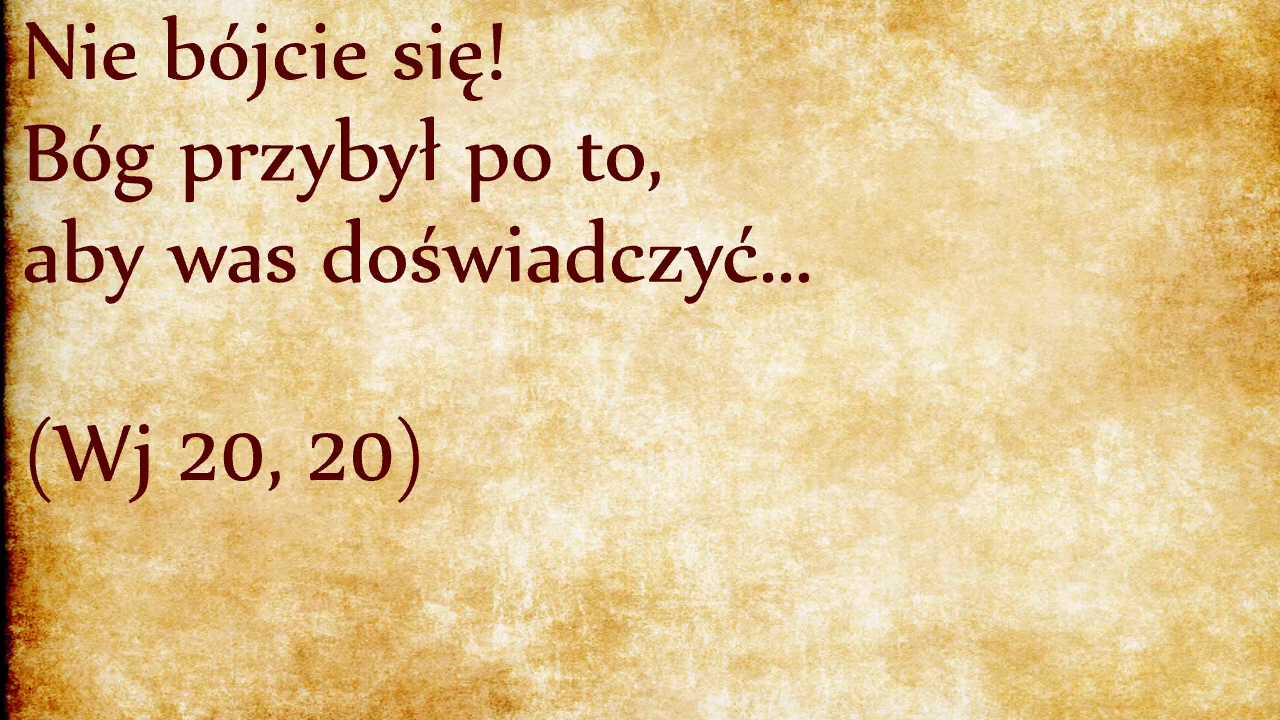 Nie bójcie się!
Bóg przybył po to,
aby was doświadczyć...
(Wj 20, 20)